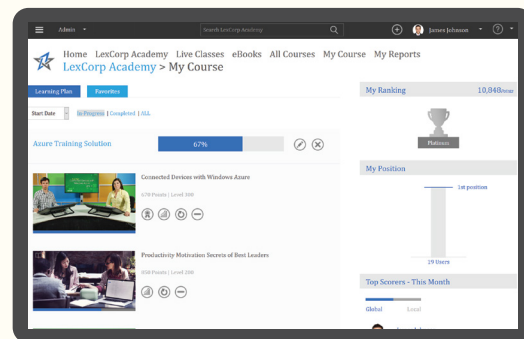 Admin
Search LexCorp Academy
James Johnson
Home LexCorp Academy Live Classes eBooks All Courses My Course My Reports
LexCorp Academy > My Course
Learning Plan
Favorites
Start Date
In Progress | Completed | ALL
Azure Training Solution
67%
Connected Devices with Windows Azure
670 Points | Level 300
Productivity Motivation Secrets of Best Leaders
850 Points | Level 200
My Ranking
10,848
Platinum
My Position
1st position
19 Users
Top Scorers - This Month
Global
Local